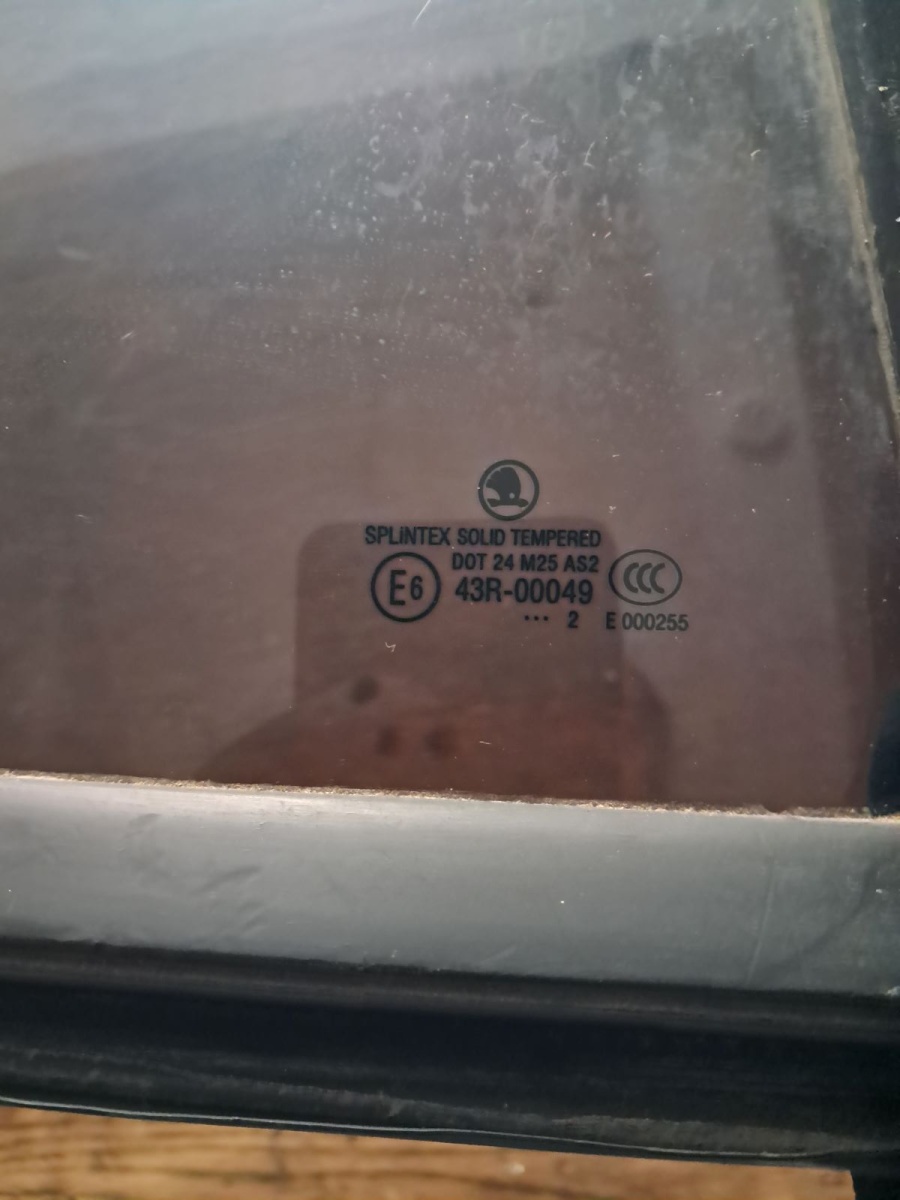 SPLiNTEX SOLID TEMPERED
DOT 24 M25 AS2
E6 43R-00049 CCC
••• 2 E 000255